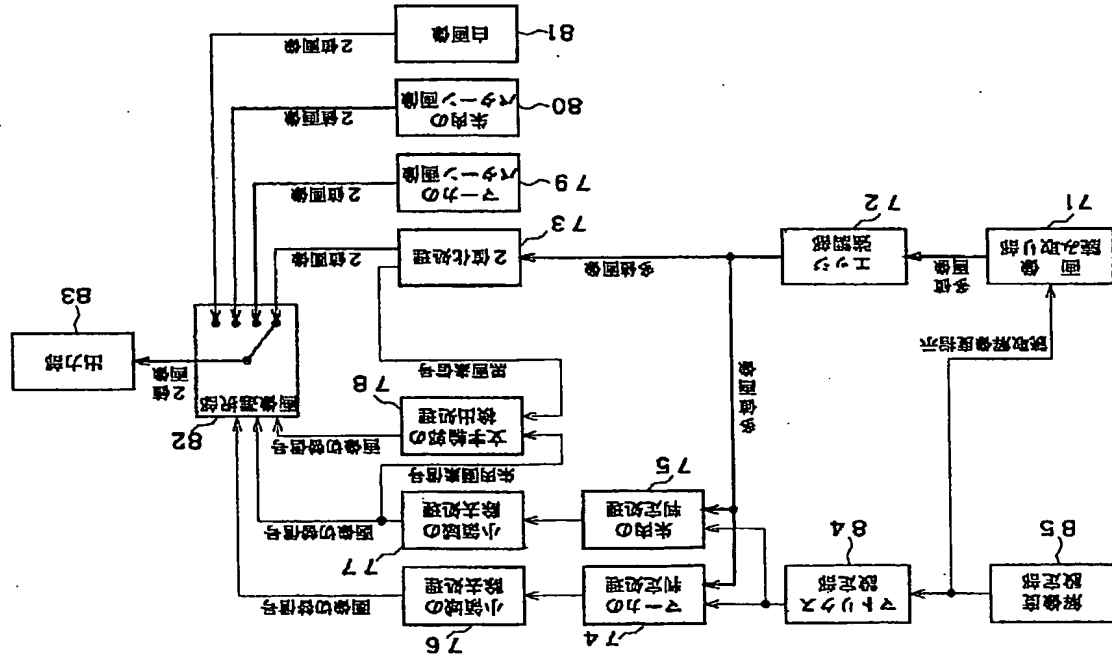 解像度
設定部
85
マトリクス
設定部
84
マーカの
判定処理
74
小領域の
除去処理
76
画像切替信号
朱肉の
判定処理
75
小領域の
除去処理
77
画像切替信号
朱肉画素信号
文字輪郭の
検出処理
78
画像切替信号
黒画素信号
画像選択部
82
2値
画像
出力部
83
読取解像度指示
多値画像
画像
読み取り部
71
多値
画像
エッジ
強調部
72
多値画像
2値化処理
73
2値画像
マーカの
パターン画像
79
2値画像
朱肉の
パターン画像
80
2値画像
白画像
81
2値画像